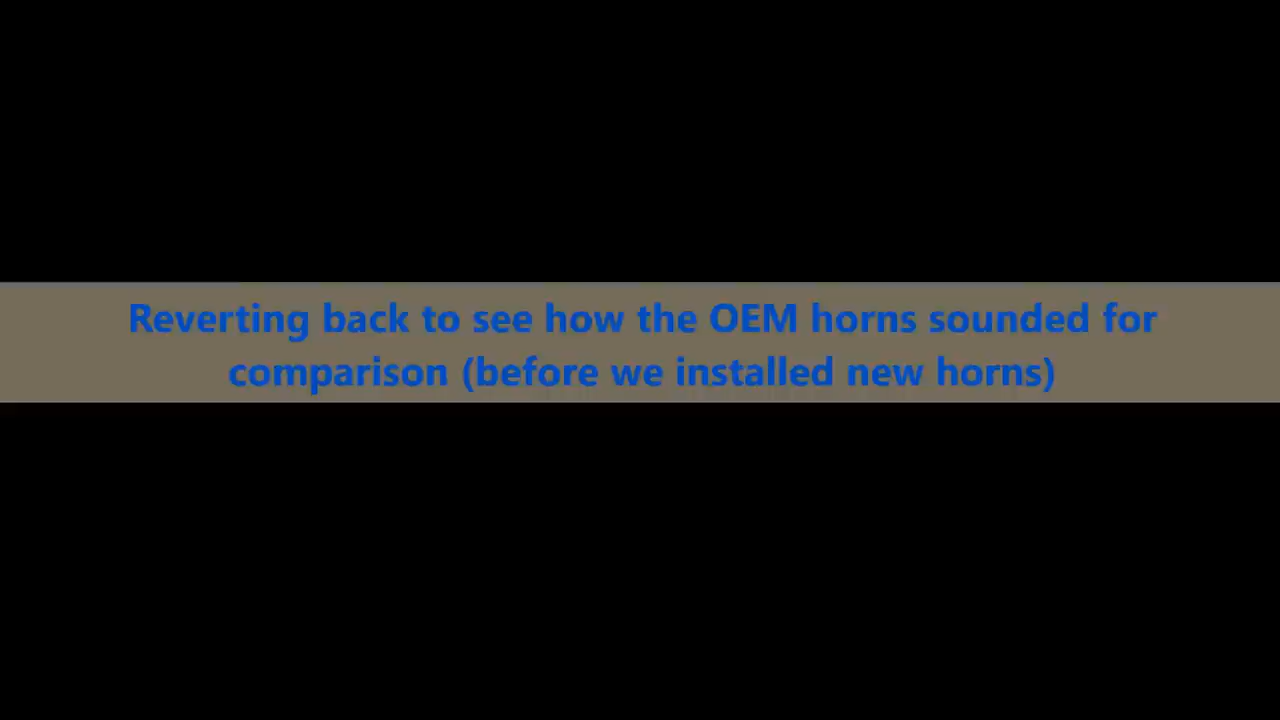 Reverting back to see how the OEM horns sounded for
comparison (before we installed new horns)